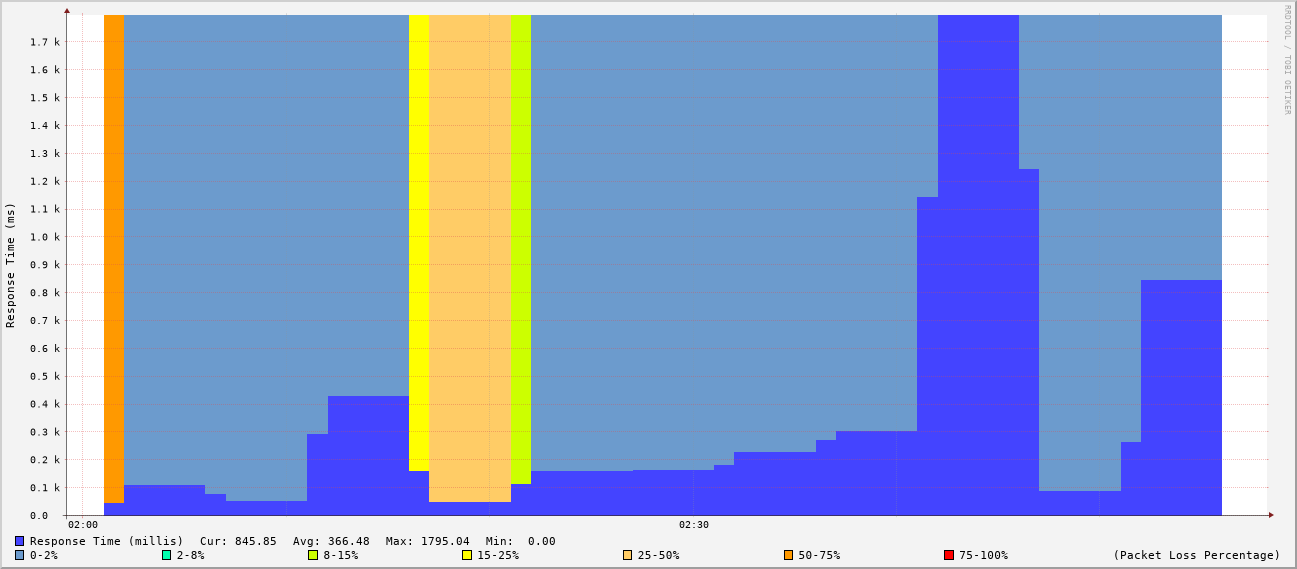 RRDTOOL / TOBI OETIKER
Response Time (ms)
1.7 k
1.6 k
1.5 k
1.4 k
1.3 k
1.2 k
1.1 k
1.0 k
0.9 k
0.8 k
0.7 k
0.6 k
0.5 k
0.4 k
0.3 k
0.2 k
0.1 k
0.0
02:00 02:30
Response Time (millis) Cur: 845.85 Avg: 366.48 Max: 1795.04 Min: 0.00
0-2% 2-8% 8-15% 15-25% 25-50% 50-75% 75-100% (Packet Loss Percentage)